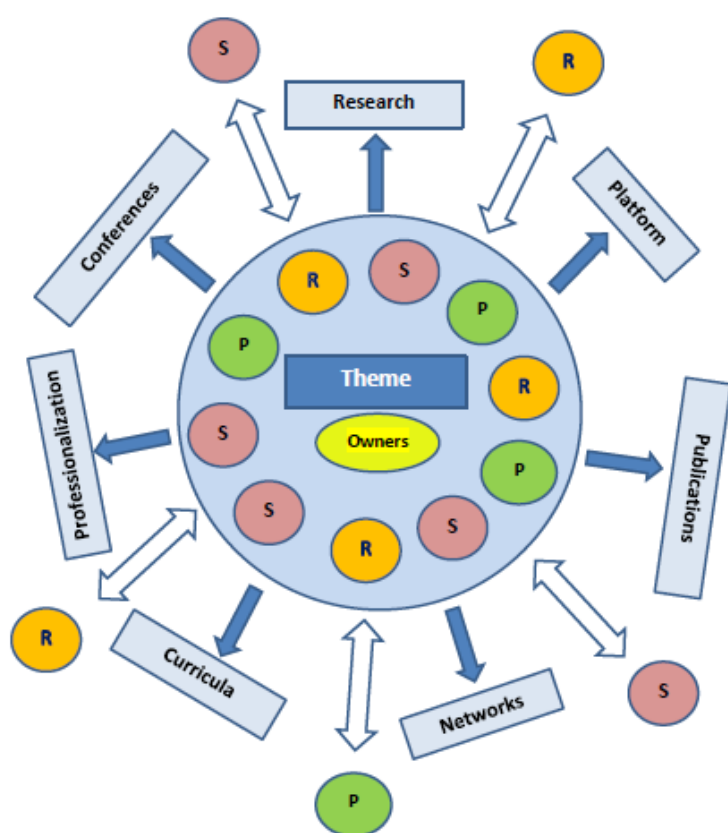 S
R
Research
Conferences
Platform
R
S
P
P
Theme
R
Owners
S
P
S
S
R
Professionalization
Publications
R
Curricula
Networks
S
P